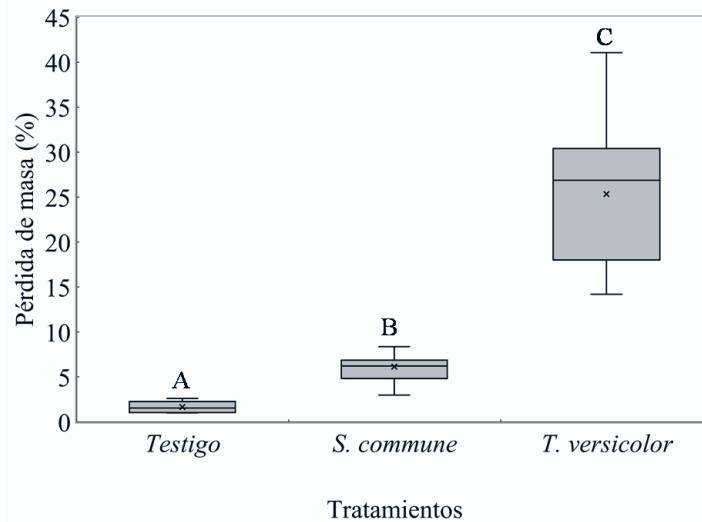 45
40
35
30
25
20
15
10
5
0
Pérdida de masa (%)
A
B
C
Testigo
S. commune
T. versicolor
Tratamientos